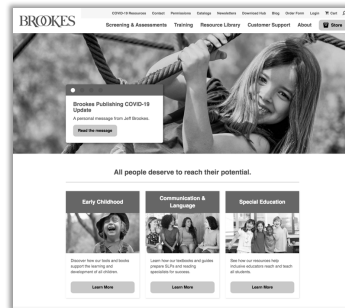 COVID-19 Resources Contact Permissions Catalogs Newsletters Download Hub Blog Order Form Login Cart
BROOKES
Screening & Assessments Training Resource Library Customer Support About Store
Brookes Publishing COVID-19
Update
A personal message from Jeff Brookes.
Read the message
All people deserve to reach their potential.
Early Childhood
Discover how our tools and books
support the learning and
development of all children.
Learn More
Communication &
Language
Learn how our textbooks and guides
prepare SLPs and reading
specialists for success.
Learn More
Special Education
See how our resources help
inclusive educators reach and teach
all students.
Learn More